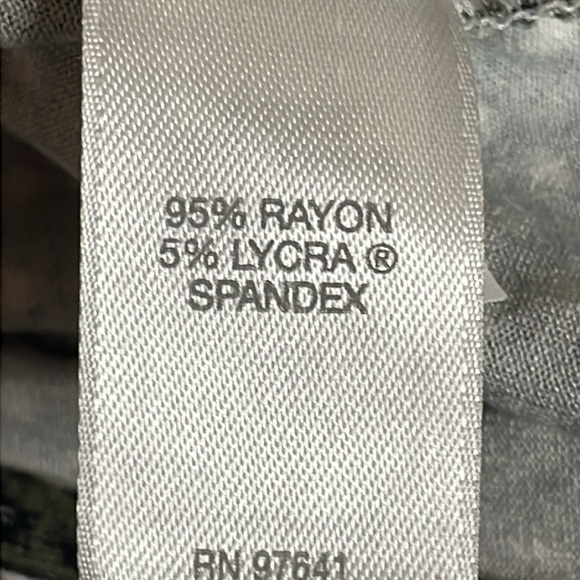 95% RAYON
5% LYCRA ®
SPANDEX
RN 97641